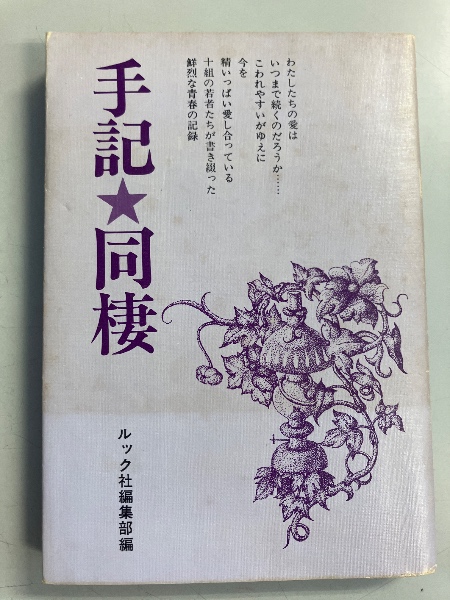 手記★同棲
わたしたちの愛は
いつまで続くのだろうか……
こわれやすいがゆえに
今を
精いっぱい愛し合っている
十組の若者たちが書き綴った
鮮烈な青春の記録
ルック社編集部編